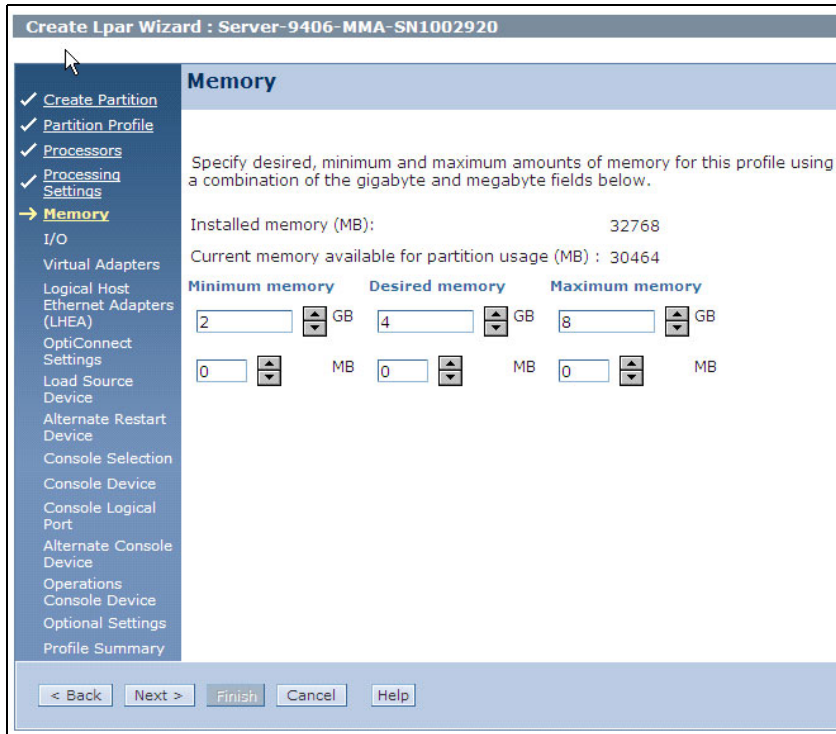 Create Lpar Wizard : Server-9406-MMA-SN1002920
Create Partition
Partition Profile
Processors
Processing
Settings
Memory
I/O
Virtual Adapters
Logical Host
Ethernet Adapters
(LHEA)
OptiConnect
Settings
Load Source
Device
Alternate Restart
Device
Console Selection
Console Device
Console Logical
Port
Alternate Console
Device
Operations
Console Device
Optional Settings
Profile Summary
Memory
Specify desired, minimum and maximum amounts of memory for this profile using
a combination of the gigabyte and megabyte fields below.
Installed memory (MB): 32768
Current memory available for partition usage (MB) : 30464
Minimum memory Desired memory Maximum memory
2 GB 4 GB 8 GB
0 MB 0 MB 0 MB
< Back Next > Finish Cancel Help